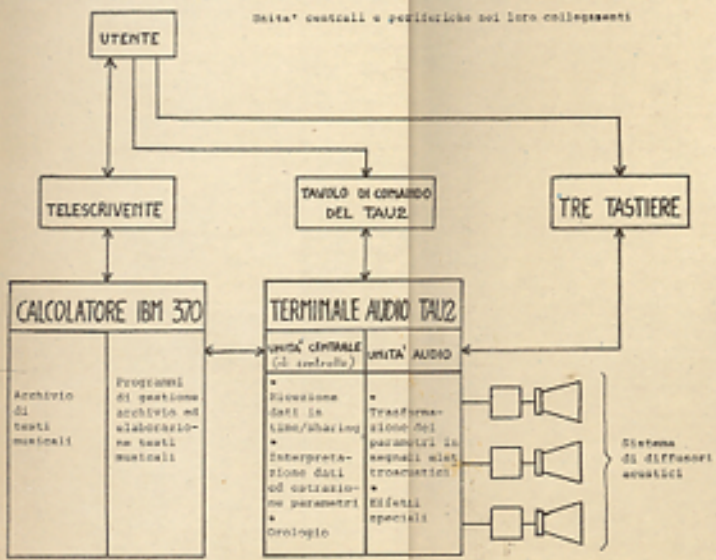 Unita' centrali e periferiche nei loro collegamenti
UTENTE
TELESCRIVENTE
TAVOLO DI COMANDO
DEL TAU2
TRE TASTIERE
CALCOLATORE IBM 370
Archivio
di
testi
musicali
Programmi
di gestione
archivio ed
elaborazio-
ne testi
musicali
TERMINALE AUDIO TAU2
UNITA' CENTRALE
(di controllo)
Ricezione
dati in
time/sharing
Interpreta-
zione dati
ed estrazio-
ne parametri
Orologio
UNITA' AUDIO
Trasforma-
zione dei
parametri in
segnali elet
troacustici
Effetti
speciali
Sistema
di diffusori
acustici